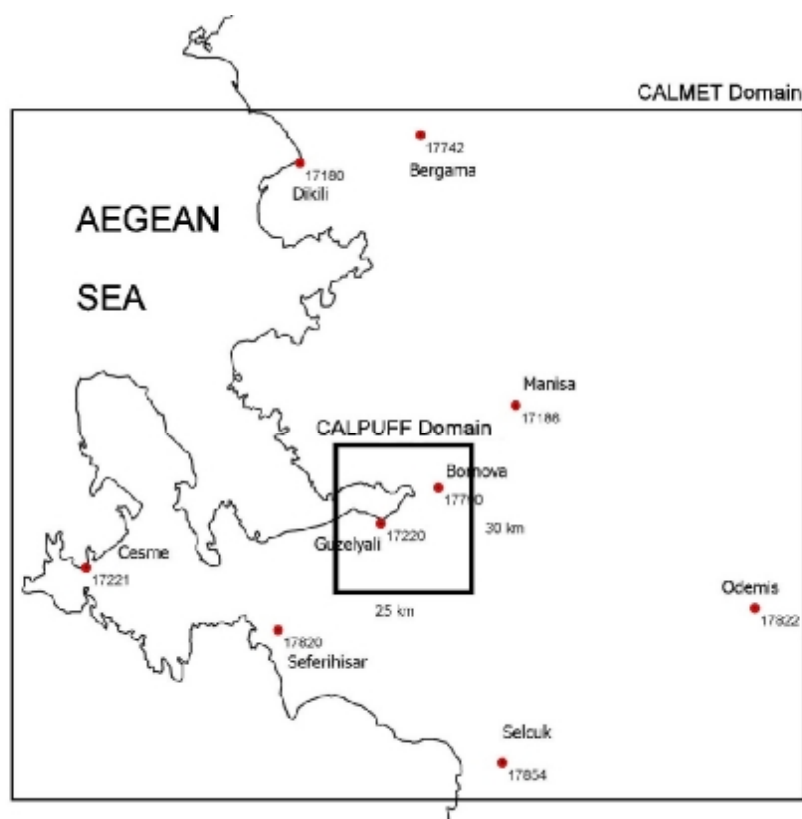 CALMET Domain
17742
Bergama
17180
Dikili
AEGEAN
SEA
Manisa
17186
CALPUFF Domain
Bornova
17790
17220
Guzelyali
30 km
Cesme
17221
25 km
Odemis
17822
17820
Seferihisar
Selcuk
17854